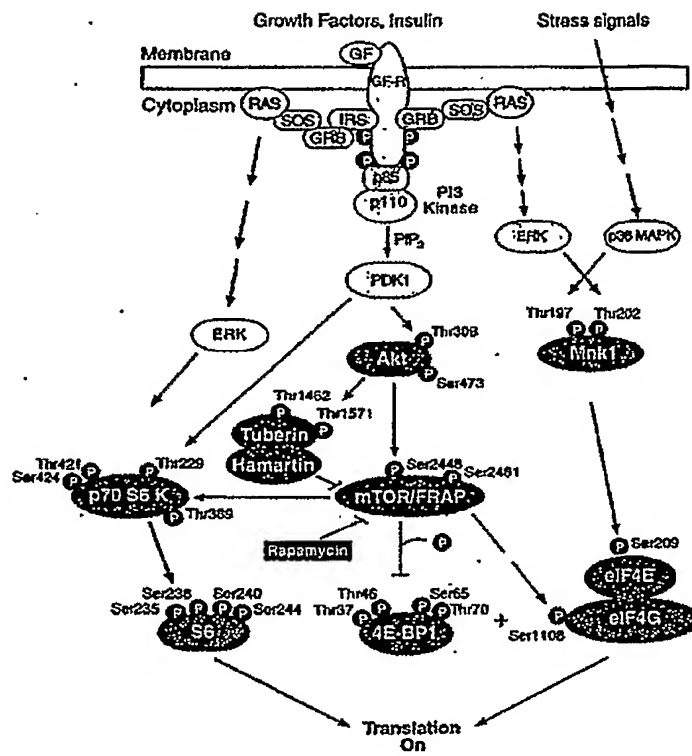 Growth Factors, Insulin
Stress signals
Membrane
GF
GF-R
Cytoplasm
RAS
SOS
IRS
GRB
GRB
SOS
RAS
P
P
P
P
p85
p110
PI3
Kinase
PIP3
ERK
p38 MAPK
PDK1
Thr197
Thr202
P
P
Mnk1
ERK
Thr308
P
Akt
P
Ser473
Thr1462
P
Thr1571
P
Tuberin
Hamartin
Thr421
Ser424
P
P
Thr229
P
p70 S6 K
P
Thr389
Ser2448
P
Ser2481
P
mTOR/FRAP
Rapamycin
P
Ser209
P
eIF4E
eIF4G
P
Ser1108
Ser236
Ser235
Ser240
Ser244
P
P
P
P
S6
Thr46
Thr37
Ser65
Thr70
P
P
P
P
4E-BP1
+
Translation
On